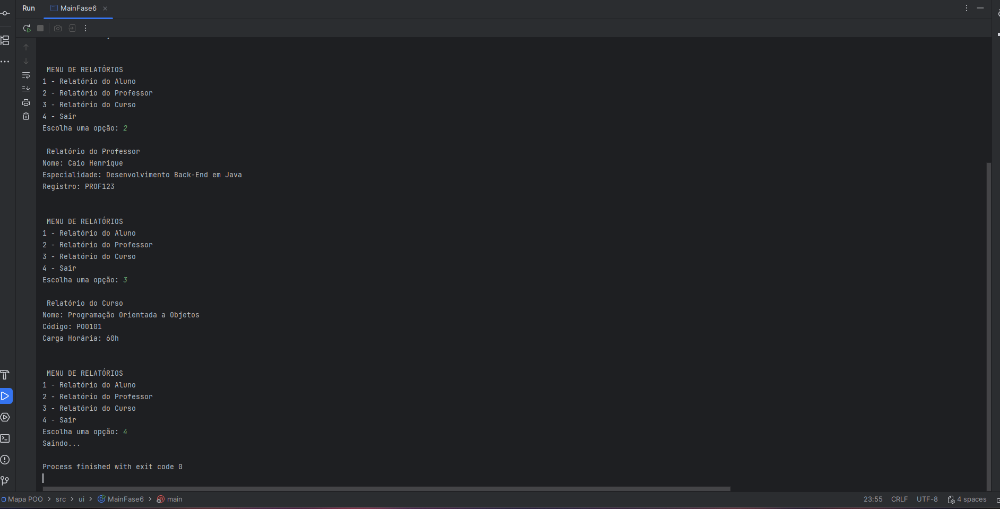 Run MainFase6
MENU DE RELATÓRIOS
1 - Relatório do Aluno
2 - Relatório do Professor
3 - Relatório do Curso
4 - Sair
Escolha uma opção: 2
Relatório do Professor
Nome: Caio Henrique
Especialidade: Desenvolvimento Back-End em Java
Registro: PROF123
MENU DE RELATÓRIOS
1 - Relatório do Aluno
2 - Relatório do Professor
3 - Relatório do Curso
4 - Sair
Escolha uma opção: 3
Relatório do Curso
Nome: Programação Orientada a Objetos
Código: POO101
Carga Horária: 60h
MENU DE RELATÓRIOS
1 - Relatório do Aluno
2 - Relatório do Professor
3 - Relatório do Curso
4 - Sair
Escolha uma opção: 4
Saindo...
Process finished with exit code 0
Mapa POO > src > ui > MainFase6 > main 23:55 CRLF UTF-8 4 spaces